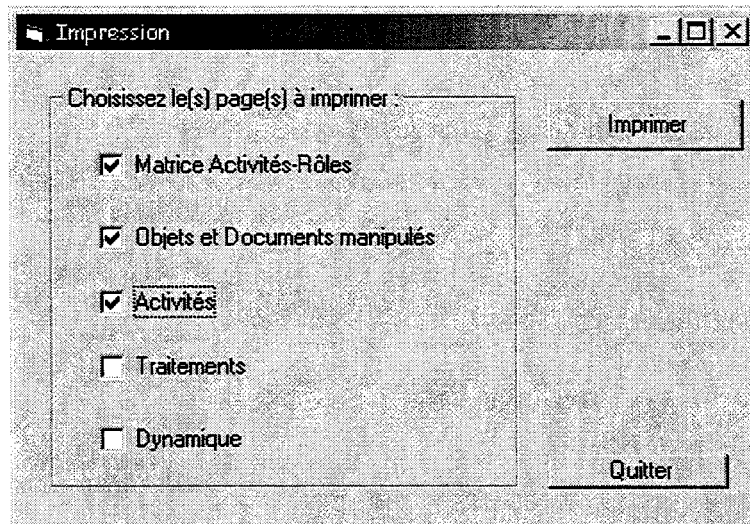 Impression
Choisissez le(s) page(s) à imprimer :
Imprimer
Matrice Activités-Rôles
Objets et Documents manipulés
Activités
Traitements
Dynamique
Quitter